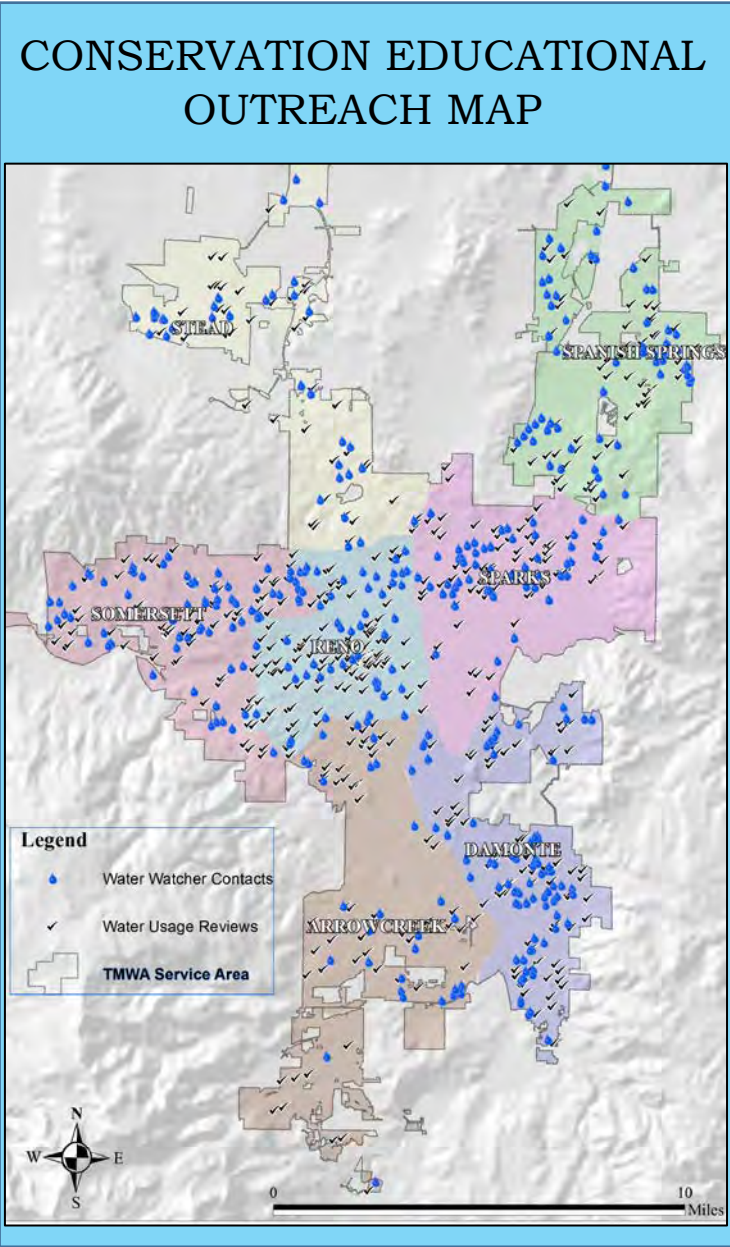 CONSERVATION EDUCATIONAL
OUTREACH MAP
STEAD
SPANISH SPRINGS
SPARKS
SOMERSETT
RENO
Legend
Water Watcher Contacts
Water Usage Reviews
TMWA Service Area
DAMONTE
ARROWCREEK
N
W
E
S
0
10
Miles